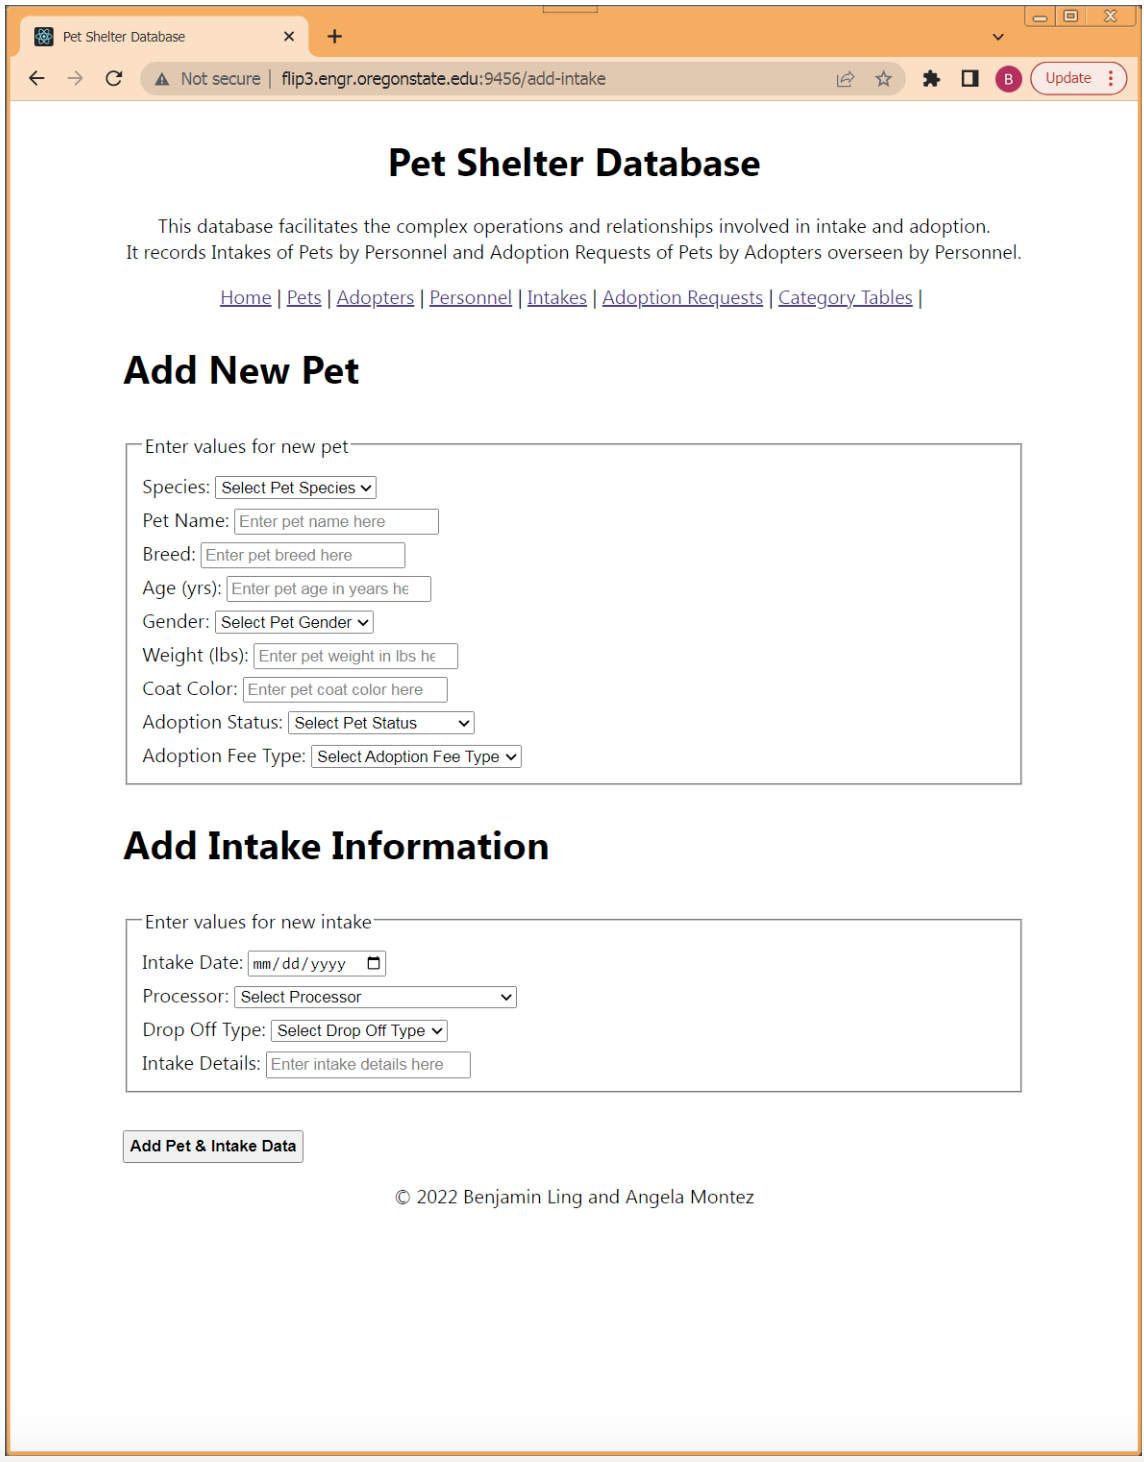 Pet Shelter Database
Not secure | flip3.engr.oregonstate.edu:9456/add-intake
B
Update
Pet Shelter Database
This database facilitates the complex operations and relationships involved in intake and adoption.
It records Intakes of Pets by Personnel and Adoption Requests of Pets by Adopters overseen by Personnel.
Home | Pets | Adopters | Personnel | Intakes | Adoption Requests | Category Tables |
Add New Pet
Enter values for new pet
Species: Select Pet Species
Pet Name: Enter pet name here
Breed: Enter pet breed here
Age (yrs): Enter pet age in years he
Gender: Select Pet Gender
Weight (lbs): Enter pet weight in lbs he
Coat Color: Enter pet coat color here
Adoption Status: Select Pet Status
Adoption Fee Type: Select Adoption Fee Type
Add Intake Information
Enter values for new intake
Intake Date: mm/dd/yyyy
Processor: Select Processor
Drop Off Type: Select Drop Off Type
Intake Details: Enter intake details here
Add Pet & Intake Data
© 2022 Benjamin Ling and Angela Montez